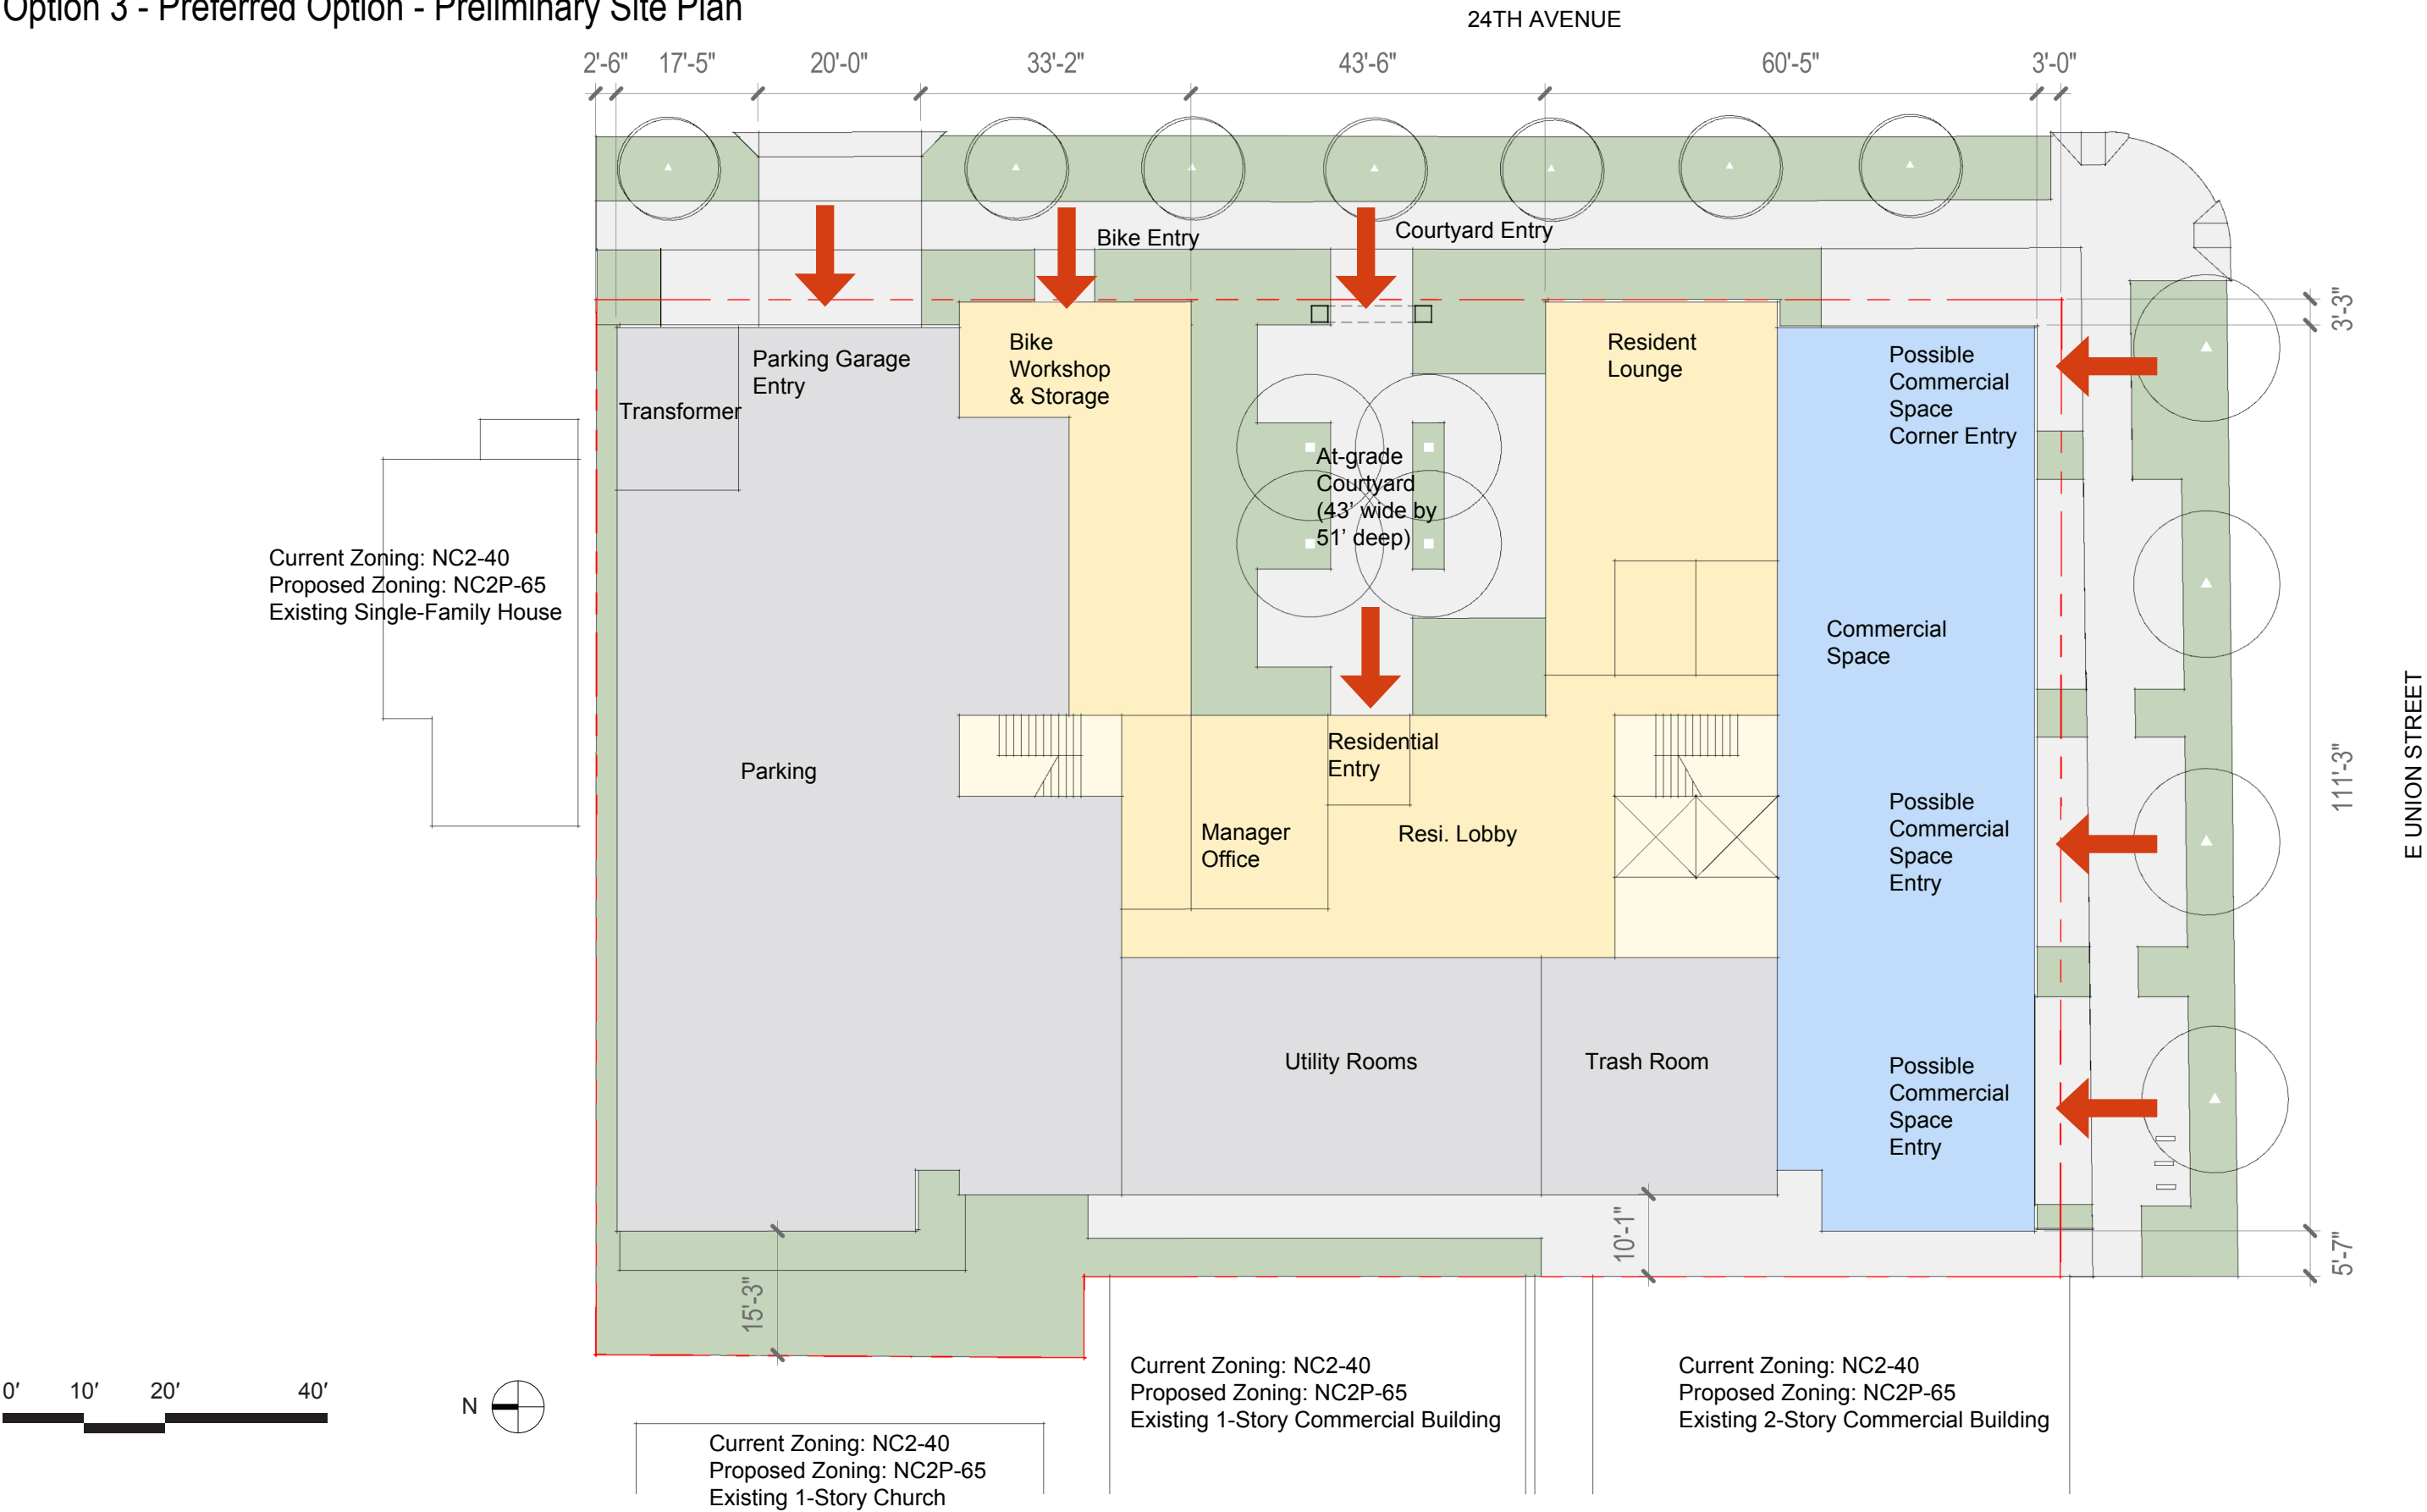 Option 3 - Preferred Option - Preliminary Site Plan
24TH AVENUE
2'-6" 17'-5" 20'-0" 33'-2" 43'-6" 60'-5" 3'-0"
Bike Entry
Courtyard Entry
3'-3"
Parking Garage
Entry
Transformer
Bike
Workshop
& Storage
Resident
Lounge
Possible
Commercial
Space
Corner Entry
At-grade
Courtyard
(43' wide by
51' deep)
Current Zoning: NC2-40
Proposed Zoning: NC2P-65
Existing Single-Family House
Commercial
Space
Parking
Residential
Entry
Manager
Office
Resi. Lobby
Possible
Commercial
Space
Entry
111'-3"
E UNION STREET
Utility Rooms
Trash Room
Possible
Commercial
Space
Entry
15'-3"
10'-1"
5'-7"
0' 10' 20' 40'
N
Current Zoning: NC2-40
Proposed Zoning: NC2P-65
Existing 1-Story Church
Current Zoning: NC2-40
Proposed Zoning: NC2P-65
Existing 1-Story Commercial Building
Current Zoning: NC2-40
Proposed Zoning: NC2P-65
Existing 2-Story Commercial Building